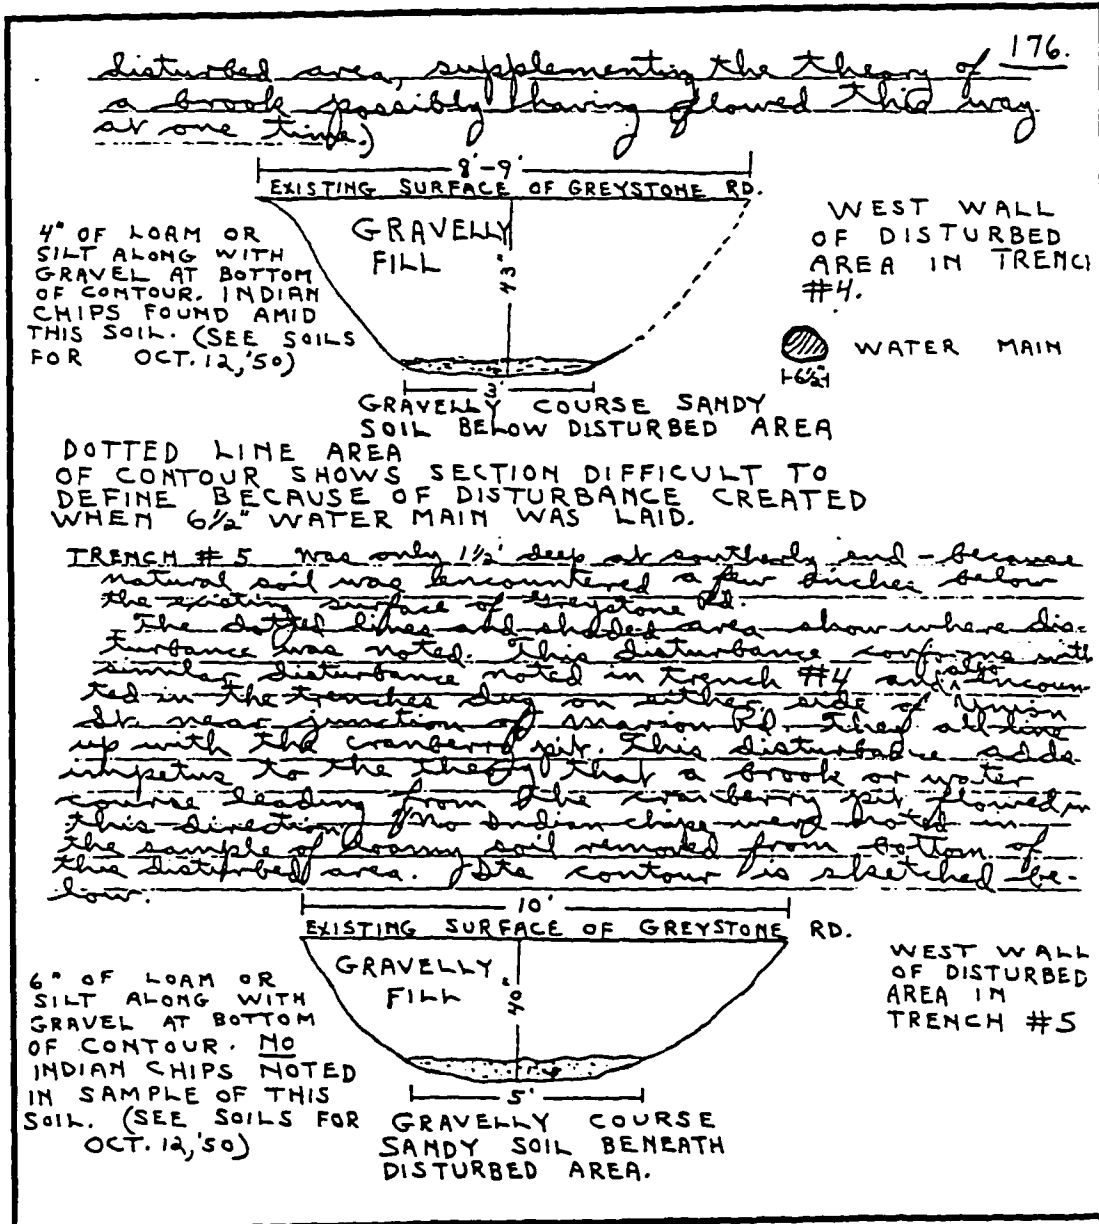 176.
disturbed area, supplementing the theory of
a brook possibly having flowed this way
at one time.)
8'-9'
EXISTING SURFACE OF GREYSTONE RD.
GRAVELLY
FILL
43"
4" OF LOAM OR
SILT ALONG WITH
GRAVEL AT BOTTOM
OF CONTOUR. INDIAN
CHIPS FOUND AMID
THIS SOIL. (SEE SOILS
FOR OCT. 12, '50)
WEST WALL
OF DISTURBED
AREA IN TRENCH
#4.
WATER MAIN
6½"
3'
GRAVELLY COURSE SANDY
SOIL BELOW DISTURBED AREA
DOTTED LINE AREA
OF CONTOUR SHOWS SECTION DIFFICULT TO
DEFINE BECAUSE OF DISTURBANCE CREATED
WHEN 6½" WATER MAIN WAS LAID.
TRENCH #5 was only 1½' deep at southerly end - because
natural soil was encountered a few inches below
the existing surface of Greystone Rd.
The dotted lines and shaded area show where dis-
turbance was noted. This disturbance conforms with
similar disturbance noted in trench #4 and also encoun
ted in the trenches dug on either side of Union
St. near junction of Marion Rd. They all line
up with the cranberry pit. This disturbance adds
impetus to the theory that a brook or water
course leading from the cranberry pit flowed in
this direction. No Indian chips were noted in
the sample of loamy soil removed from bottom of
this disturbed area. Its contour is sketched be-
low.
10'
EXISTING SURFACE OF GREYSTONE RD.
GRAVELLY
FILL
40"
6" OF LOAM OR
SILT ALONG WITH
GRAVEL AT BOTTOM
OF CONTOUR. NO
INDIAN CHIPS NOTED
IN SAMPLE OF THIS
SOIL. (SEE SOILS FOR
OCT. 12, '50)
WEST WALL
OF DISTURBED
AREA IN
TRENCH #5
5'
GRAVELLY COURSE
SANDY SOIL BENEATH
DISTURBED AREA.